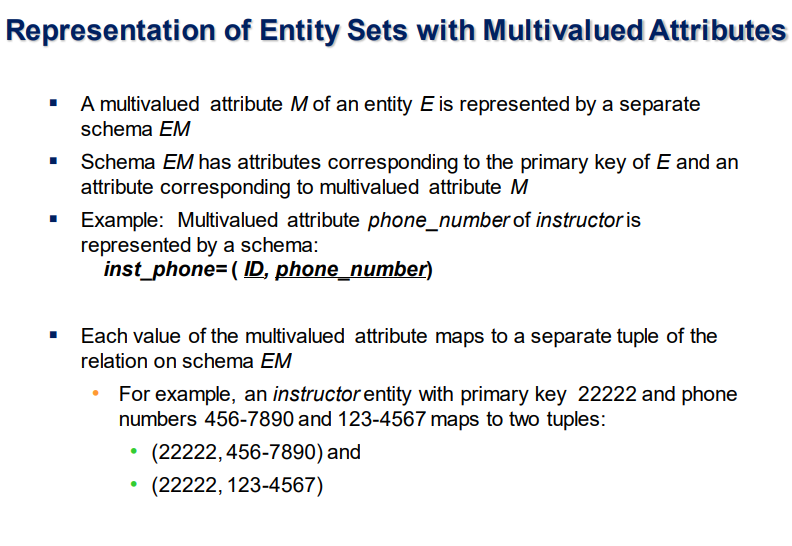 Representation of Entity Sets with Multivalued Attributes
A multivalued attribute M of an entity E is represented by a separate
schema EM
Schema EM has attributes corresponding to the primary key of E and an
attribute corresponding to multivalued attribute M
Example: Multivalued attribute phone_number of instructor is
represented by a schema:
inst_phone= ( ID, phone_number)
Each value of the multivalued attribute maps to a separate tuple of the
relation on schema EM
For example, an instructor entity with primary key 22222 and phone
numbers 456-7890 and 123-4567 maps to two tuples:
(22222, 456-7890) and
(22222, 123-4567)